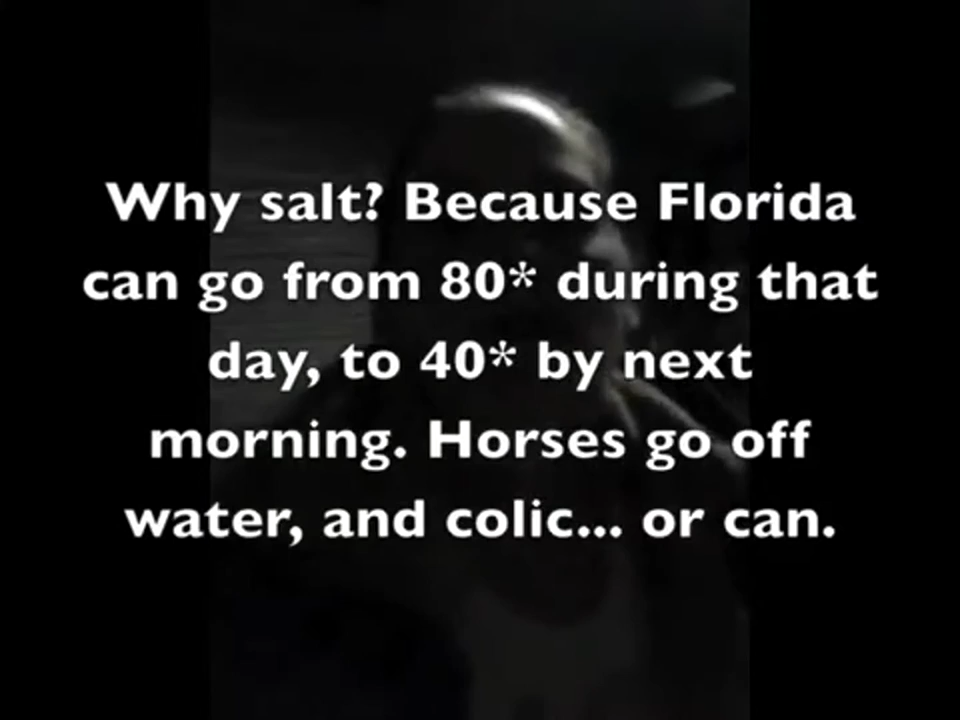 Why salt? Because Florida
can go from 80* during that
day, to 40* by next
morning. Horses go off
water, and colic... or can.